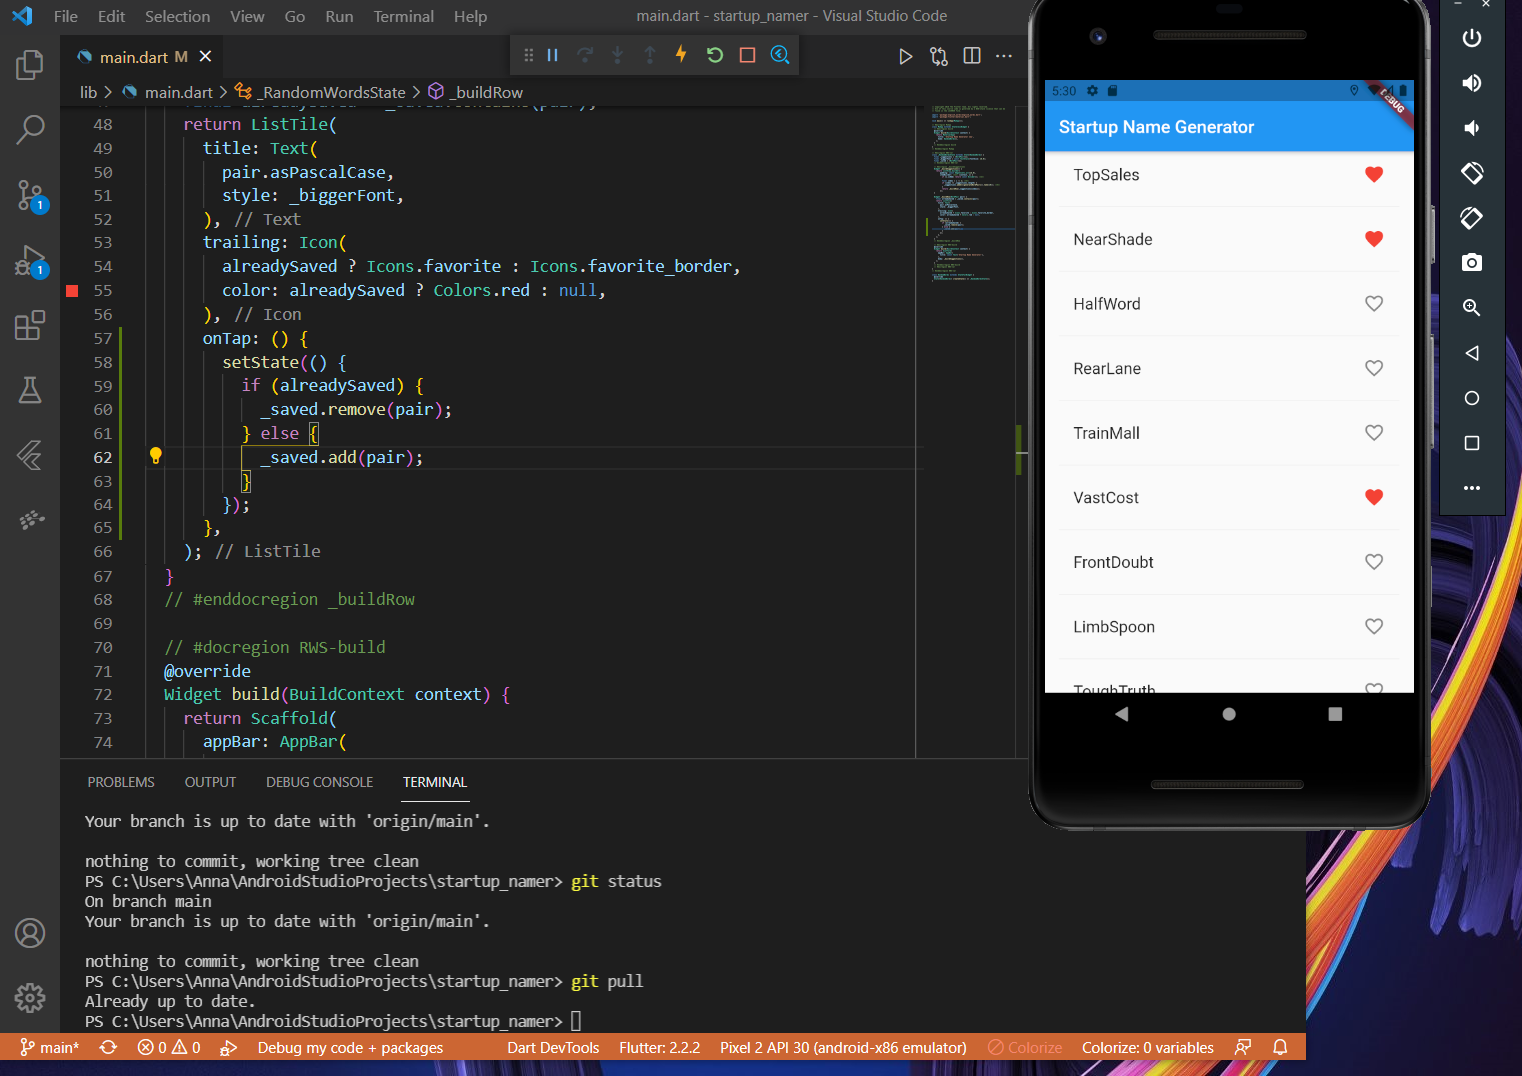 File Edit Selection View Go Run Terminal Help
main.dart - startup_namer - Visual Studio Code
main.dart M
lib > main.dart > _RandomWordsState > _buildRow
48 return ListTile(
49 title: Text(
50 pair.asPascalCase,
51 style: _biggerFont,
52 ), // Text
53 trailing: Icon(
54 alreadySaved ? Icons.favorite : Icons.favorite_border,
55 color: alreadySaved ? Colors.red : null,
56 ), // Icon
57 onTap: () {
58 setState(() {
59 if (alreadySaved) {
60 _saved.remove(pair);
61 } else {
62 _saved.add(pair);
63 }
64 });
65 },
66 ); // ListTile
67 }
68 // #enddocregion _buildRow
69
70 // #docregion RWS-build
71 @override
72 Widget build(BuildContext context) {
73 return Scaffold(
74 appBar: AppBar(
1
1
PROBLEMS OUTPUT DEBUG CONSOLE TERMINAL
Your branch is up to date with 'origin/main'.
nothing to commit, working tree clean
PS C:\Users\Anna\AndroidStudioProjects\startup_namer> git status
On branch main
Your branch is up to date with 'origin/main'.
nothing to commit, working tree clean
PS C:\Users\Anna\AndroidStudioProjects\startup_namer> git pull
Already up to date.
PS C:\Users\Anna\AndroidStudioProjects\startup_namer>
main* 0 0 Debug my code + packages Dart DevTools Flutter: 2.2.2 Pixel 2 API 30 (android-x86 emulator) Colorize Colorize: 0 variables
5:30
DEBUG
Startup Name Generator
TopSales
NearShade
HalfWord
RearLane
TrainMall
VastCost
FrontDoubt
LimbSpoon
ToughTruth